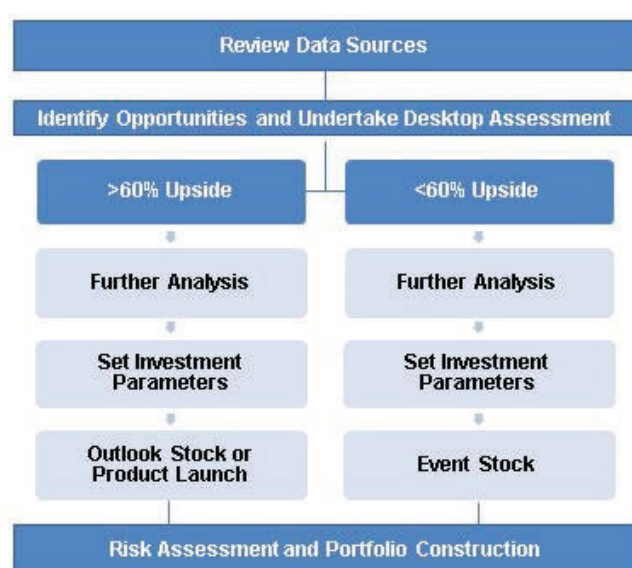 Review Data Sources
Identify Opportunities and Undertake Desktop Assessment
>60% Upside
<60% Upside
Further Analysis
Further Analysis
Set Investment
Parameters
Set Investment
Parameters
Outlook Stock or
Product Launch
Event Stock
Risk Assessment and Portfolio Construction